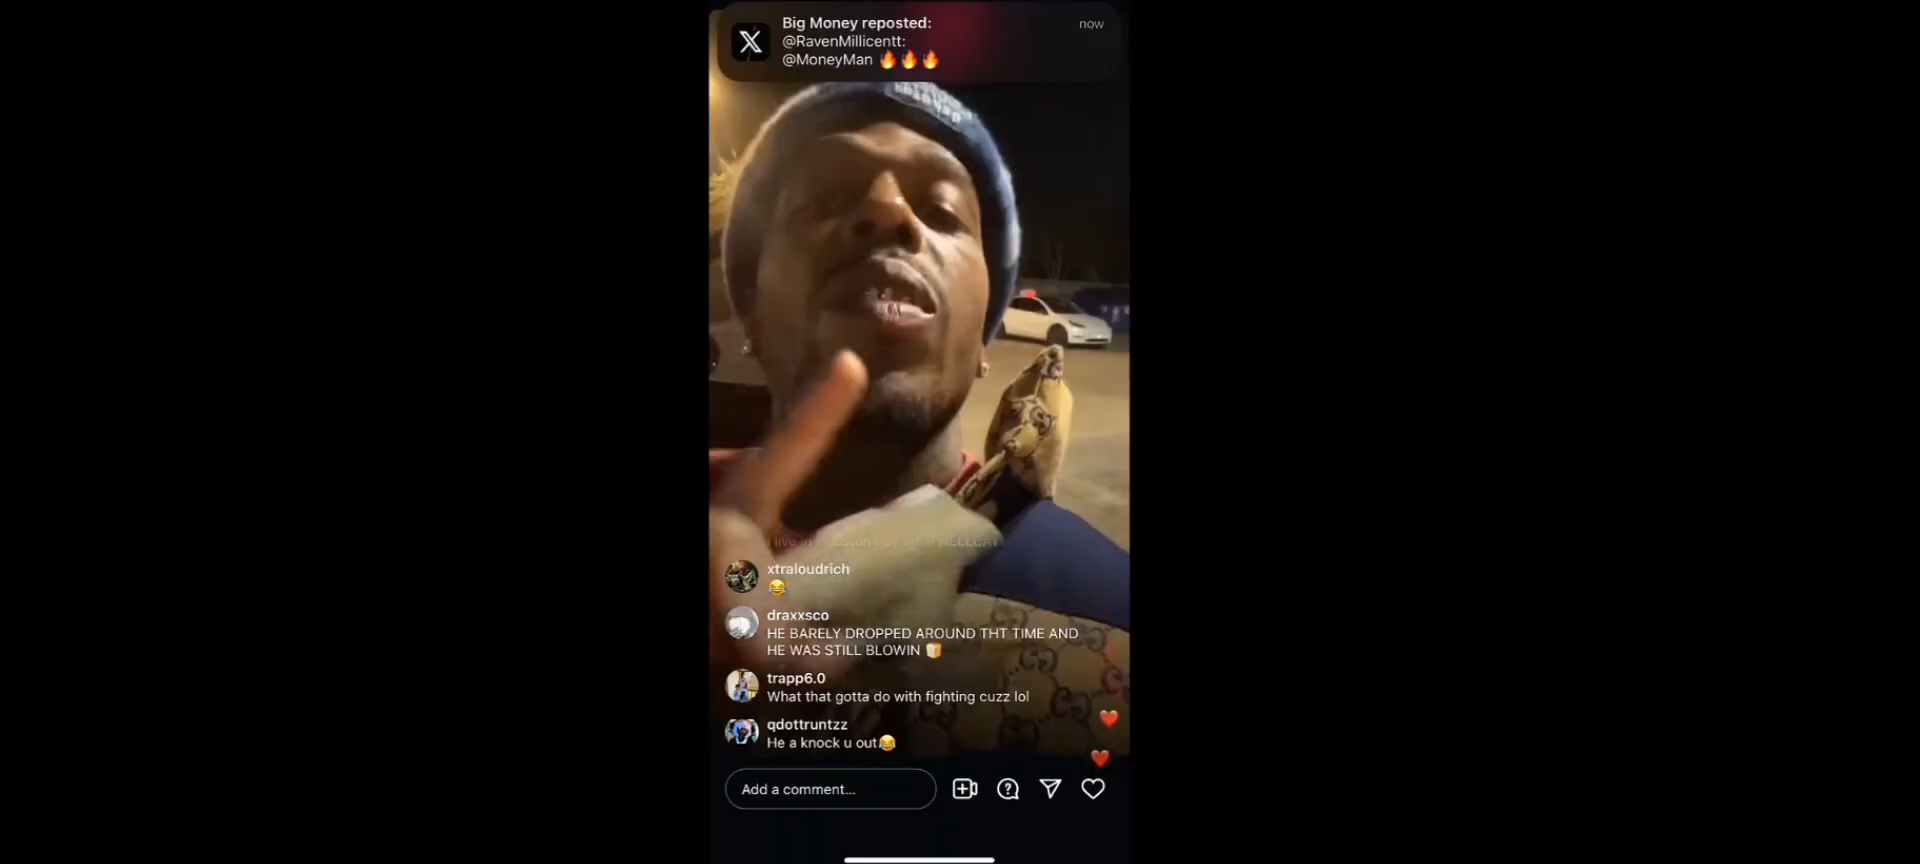 Big Money reposted:
now
@RavenMillicentt:
@MoneyMan 🔥🔥🔥
xtraloudrich
😂
draxxsco
HE BARELY DROPPED AROUND THT TIME AND
HE WAS STILL BLOWIN 🍞
trapp6.0
What that gotta do with fighting cuzz lol
qdottruntzz
He a knock u out😂
Add a comment...